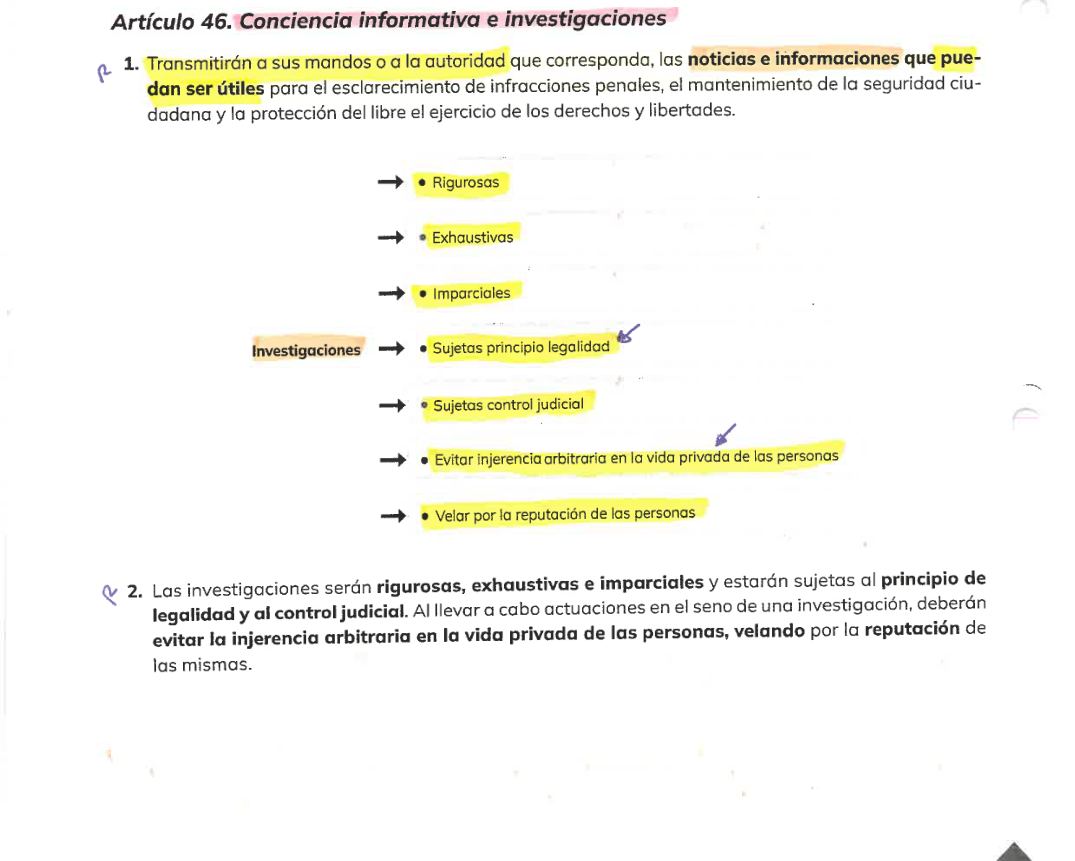 Artículo 46. Conciencia informativa e investigaciones
1. Transmitirán a sus mandos o a la autoridad que corresponda, las noticias e informaciones que pue-
dan ser útiles para el esclarecimiento de infracciones penales, el mantenimiento de la seguridad ciu-
dadana y la protección del libre el ejercicio de los derechos y libertades.
→ • Rigurosas
→ • Exhaustivas
→ • Imparciales
Investigaciones → • Sujetas principio legalidad
→ • Sujetas control judicial
→ • Evitar injerencia arbitraria en la vida privada de las personas
→ • Velar por la reputación de las personas
2. Las investigaciones serán rigurosas, exhaustivas e imparciales y estarán sujetas al principio de
legalidad y al control judicial. Al llevar a cabo actuaciones en el seno de una investigación, deberán
evitar la injerencia arbitraria en la vida privada de las personas, velando por la reputación de
las mismas.